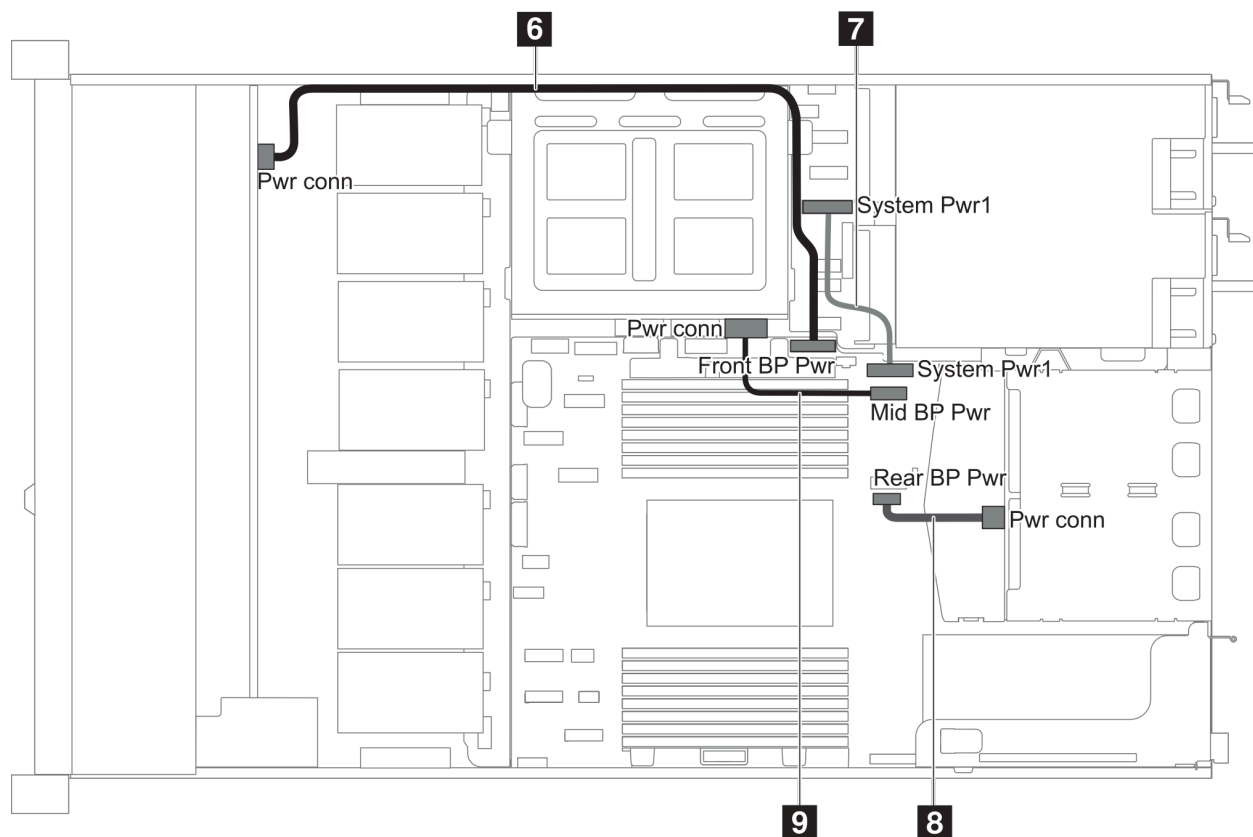 6
7
Pwr conn
System Pwr1
Pwr conn
Front BP Pwr
System Pwr1
Mid BP Pwr
Rear BP Pwr
Pwr conn
9
8